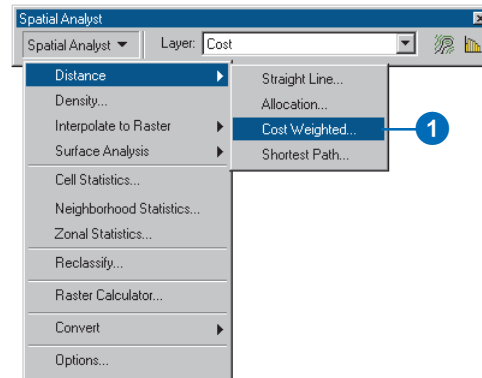 Spatial Analyst
Spatial Analyst Layer: Cost
Distance
Density...
Interpolate to Raster
Surface Analysis
Cell Statistics...
Neighborhood Statistics...
Zonal Statistics...
Reclassify...
Raster Calculator...
Convert
Options...
Straight Line...
Allocation...
Cost Weighted...
Shortest Path...
1